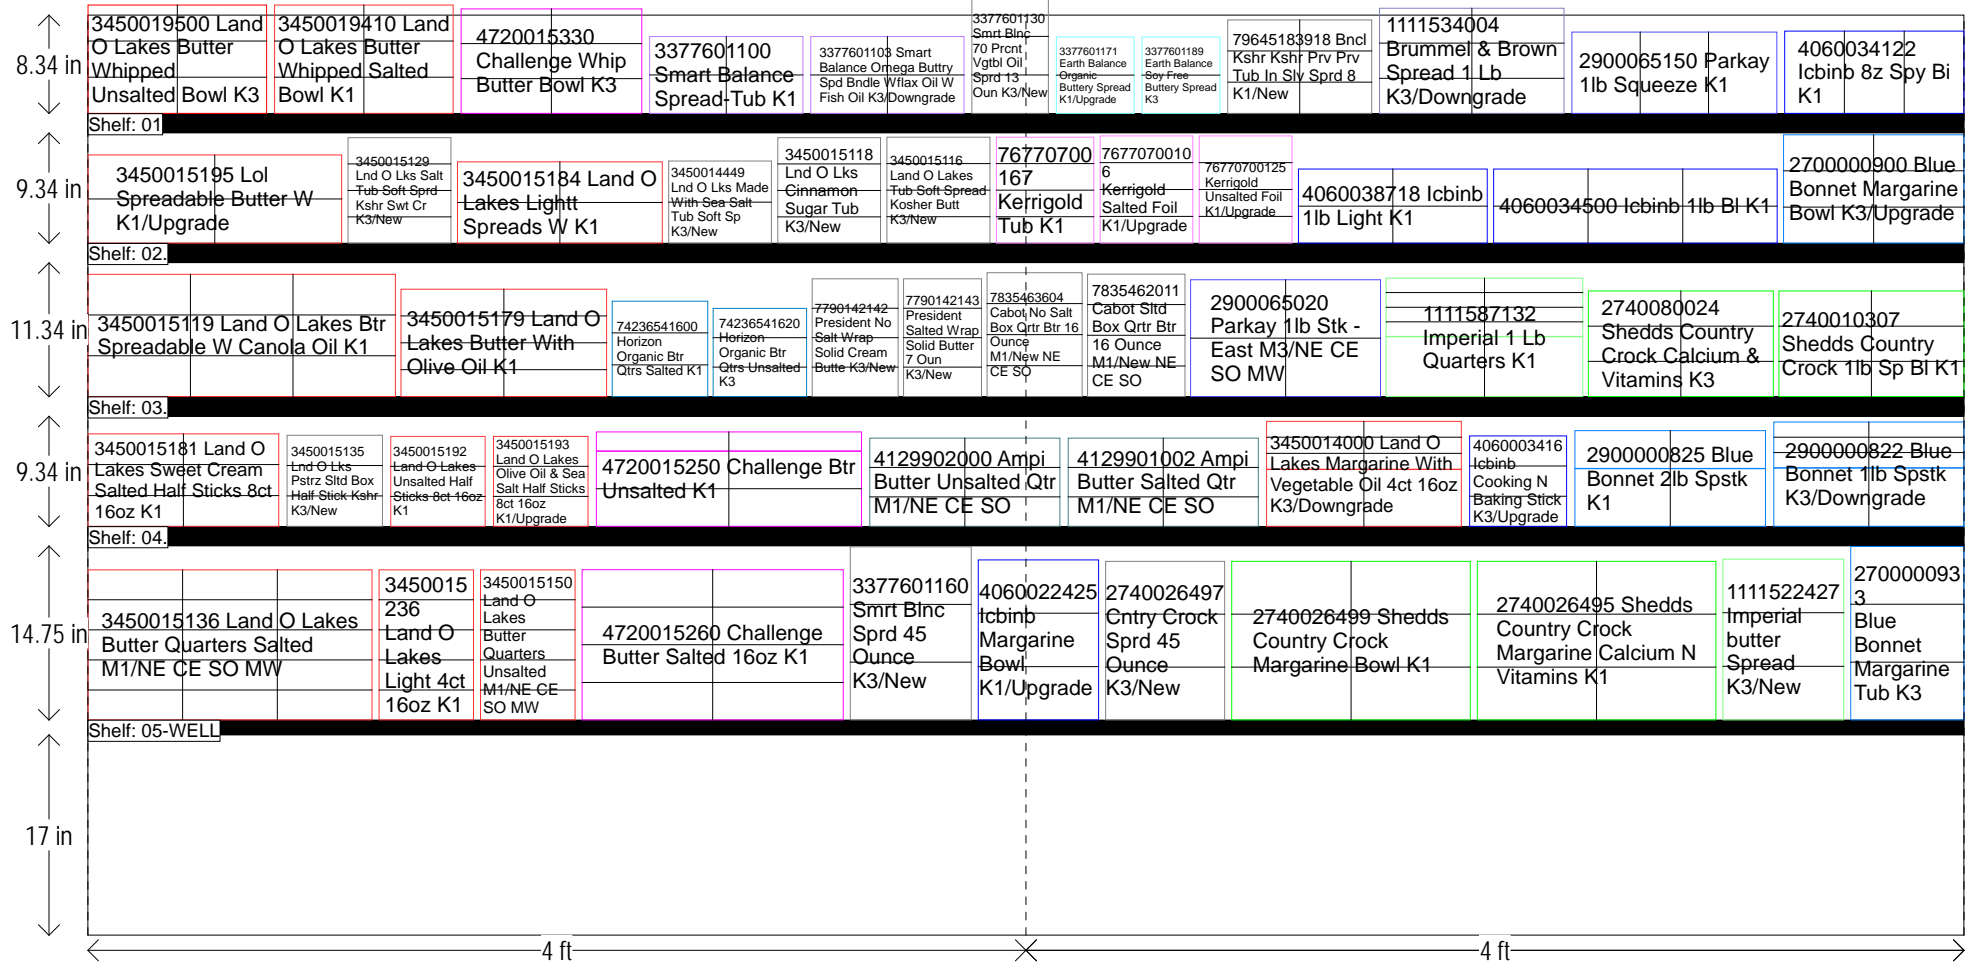 8.34 in
3450019500 Land
O Lakes Butter
Whipped
Unsalted Bowl K3
3450019410 Land
O Lakes Butter
Whipped Salted
Bowl K1
4720015330
Challenge Whip
Butter Bowl K3
3377601100
Smart Balance
Spread-Tub K1
3377601103 Smart
Balance Omega Buttry
Spd Bndle Wflax Oil W
Fish Oil K3/Downgrade
3377601130
Smrt Blnc
70 Prcnt
Vgtbl Oil
Sprd 13
Oun K3/New
3377601171
Earth Balance
Organic
Buttery Spread
K1/Upgrade
3377601189
Earth Balance
Soy Free
Buttery Spread
K3
79645183918 Bncl
Kshr Kshr Prv Prv
Tub In Slv Sprd 8
K1/New
1111534004
Brummel & Brown
Spread 1 Lb
K3/Downgrade
2900065150 Parkay
1lb Squeeze K1
4060034122
Icbinb 8z Spy Bi
K1
Shelf: 01
9.34 in
3450015195 Lol
Spreadable Butter W
K1/Upgrade
3450015129
Lnd O Lks Salt
Tub Soft Sprd
Kshr Swt Cr
K3/New
3450015184 Land O
Lakes Lightt
Spreads W K1
3450014449
Lnd O Lks Made
With Sea Salt
Tub Soft Sp
K3/New
3450015118
Lnd O Lks
Cinnamon
Sugar Tub
K3/New
3450015116
Land O Lakes
Tub Soft Spread
Kosher Butt
K3/New
76770700
167
Kerrigold
Tub K1
7677070010
6
Kerrigold
Salted Foil
K1/Upgrade
76770700125
Kerrigold
Unsalted Foil
K1/Upgrade
4060038718 Icbinb
1lb Light K1
4060034500 Icbinb 1lb Bl K1
2700000900 Blue
Bonnet Margarine
Bowl K3/Upgrade
Shelf: 02.
11.34 in
3450015119 Land O Lakes Btr
Spreadable W Canola Oil K1
3450015179 Land O
Lakes Butter With
Olive Oil K1
74236541600
Horizon
Organic Btr
Qtrs Salted K1
74236541620
Horizon
Organic Btr
Qtrs Unsalted
K3
7790142142
President No
Salt Wrap
Solid Cream
Butte K3/New
7790142143
President
Salted Wrap
Solid Butter
7 Oun
K3/New
7835463604
Cabot No Salt
Box Qrtr Btr 16
Ounce
M1/New NE
CE SO
7835462011
Cabot Sltd
Box Qrtr Btr
16 Ounce
M1/New NE
CE SO
2900065020
Parkay 1lb Stk -
East M3/NE CE
SO MW
1111587132
Imperial 1 Lb
Quarters K1
2740080024
Shedds Country
Crock Calcium &
Vitamins K3
2740010307
Shedds Country
Crock 1lb Sp Bl K1
Shelf: 03.
9.34 in
3450015181 Land O
Lakes Sweet Cream
Salted Half Sticks 8ct
16oz K1
3450015135
Lnd O Lks
Pstrz Sltd Box
Half Stick Kshr
K3/New
3450015192
Land O Lakes
Unsalted Half
Sticks 8ct 16oz
K1
3450015193
Land O Lakes
Olive Oil & Sea
Salt Half Sticks
8ct 16oz
K1/Upgrade
4720015250 Challenge Btr
Unsalted K1
4129902000 Ampi
Butter Unsalted Qtr
M1/NE CE SO
4129901002 Ampi
Butter Salted Qtr
M1/NE CE SO
3450014000 Land O
Lakes Margarine With
Vegetable Oil 4ct 16oz
K3/Downgrade
4060003416
Icbinb
Cooking N
Baking Stick
K3/Upgrade
2900000825 Blue
Bonnet 2lb Spstk
K1
2900000822 Blue
Bonnet 1lb Spstk
K3/Downgrade
Shelf: 04.
14.75 in
3450015136 Land O Lakes
Butter Quarters Salted
M1/NE CE SO MW
3450015
236
Land O
Lakes
Light 4ct
16oz K1
3450015150
Land O
Lakes
Butter
Quarters
Unsalted
M1/NE CE
SO MW
4720015260 Challenge
Butter Salted 16oz K1
3377601160
Smrt Blnc
Sprd 45
Ounce
K3/New
4060022425
Icbinb
Margarine
Bowl
K1/Upgrade
2740026497
Cntry Crock
Sprd 45
Ounce
K3/New
2740026499 Shedds
Country Crock
Margarine Bowl K1
2740026495 Shedds
Country Crock
Margarine Calcium N
Vitamins K1
1111522427
Imperial
butter
Spread
K3/New
270000093
3
Blue
Bonnet
Margarine
Tub K3
Shelf: 05-WELL
17 in
4 ft
4 ft